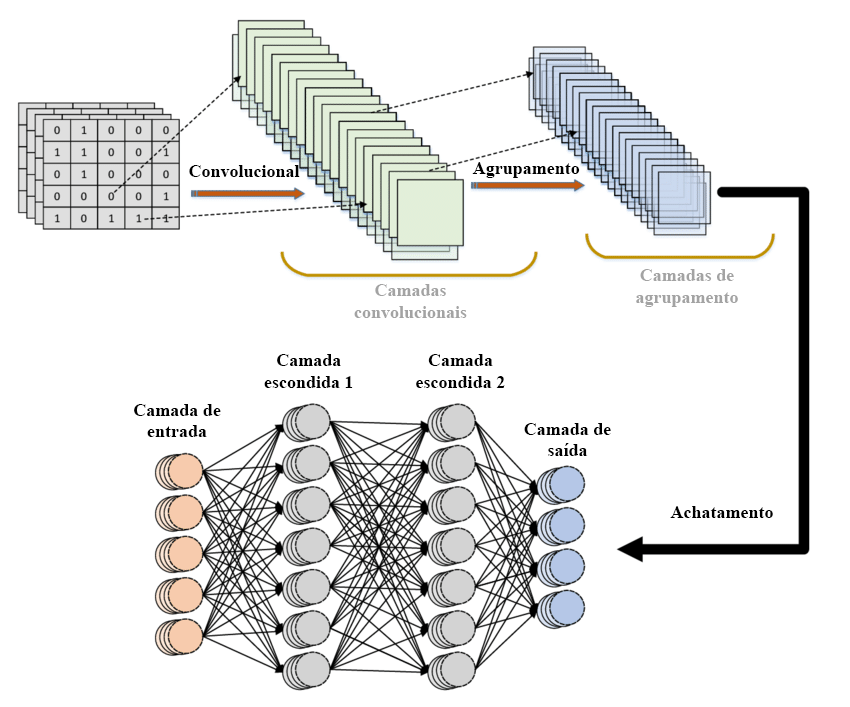 0 1 0 0 0
1 1 0 0 1
0 1 0 0 0
0 0 0 0 1
1 0 1 1 1
Convolucional
Agrupamento
Camadas
convolucionais
Camadas de
agrupamento
Camada
escondida 1
Camada
escondida 2
Camada de
entrada
Camada de
saída
Achatamento